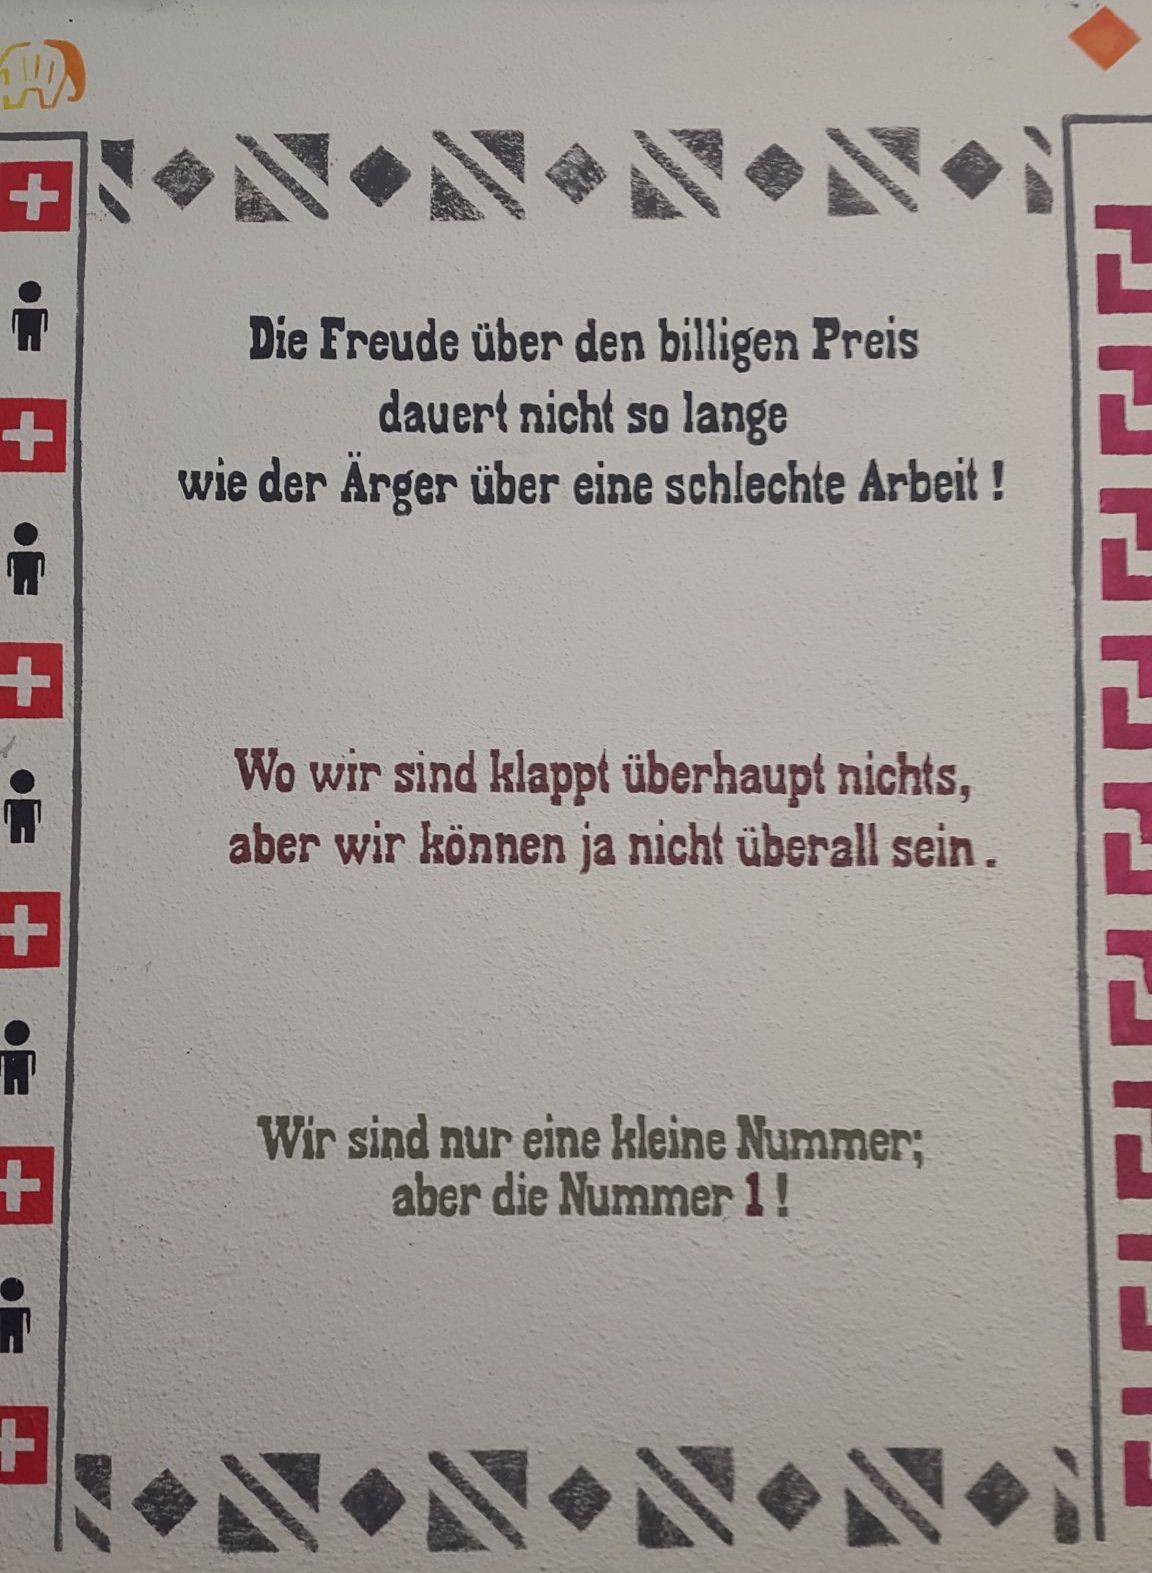 Die Freude über den billigen Preis
dauert nicht so lange
wie der Ärger über eine schlechte Arbeit !
Wo wir sind klappt überhaupt nichts,
aber wir können ja nicht überall sein .
Wir sind nur eine kleine Nummer;
aber die Nummer 1 !